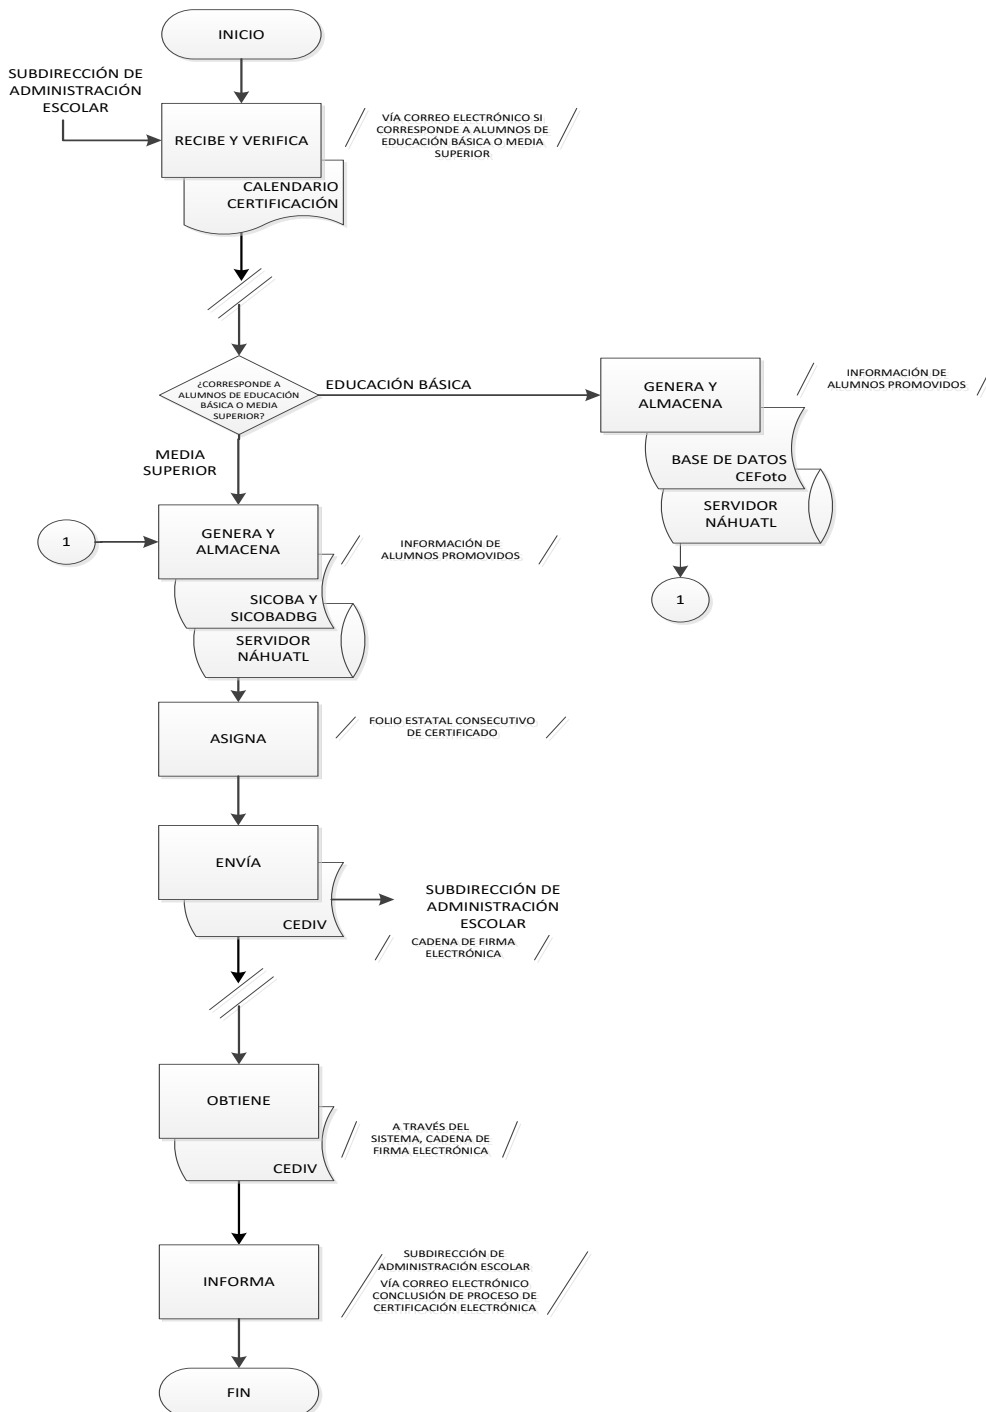 INICIO
SUBDIRECCIÓN DE
ADMINISTRACIÓN
ESCOLAR
RECIBE Y VERIFICA
VÍA CORREO ELECTRÓNICO SI
CORRESPONDE A ALUMNOS DE
EDUCACIÓN BÁSICA O MEDIA
SUPERIOR
CALENDARIO
CERTIFICACIÓN
¿CORRESPONDE A
ALUMNOS DE EDUCACIÓN
BÁSICA O MEDIA
SUPERIOR?
EDUCACIÓN BÁSICA
GENERA Y
ALMACENA
INFORMACIÓN DE
ALUMNOS PROMOVIDOS
BASE DE DATOS
CEFoto
SERVIDOR
NÁHUATL
1
MEDIA
SUPERIOR
1
GENERA Y
ALMACENA
INFORMACIÓN DE
ALUMNOS PROMOVIDOS
SICOBA Y
SICOBADBG
SERVIDOR
NÁHUATL
ASIGNA
FOLIO ESTATAL CONSECUTIVO
DE CERTIFICADO
ENVÍA
CEDIV
SUBDIRECCIÓN DE
ADMINISTRACIÓN
ESCOLAR
CADENA DE FIRMA
ELECTRÓNICA
OBTIENE
CEDIV
A TRAVÉS DEL
SISTEMA, CADENA DE
FIRMA ELECTRÓNICA
INFORMA
SUBDIRECCIÓN DE
ADMINISTRACIÓN ESCOLAR
VÍA CORREO ELECTRÓNICO
CONCLUSIÓN DE PROCESO DE
CERTIFICACIÓN ELECTRÓNICA
FIN